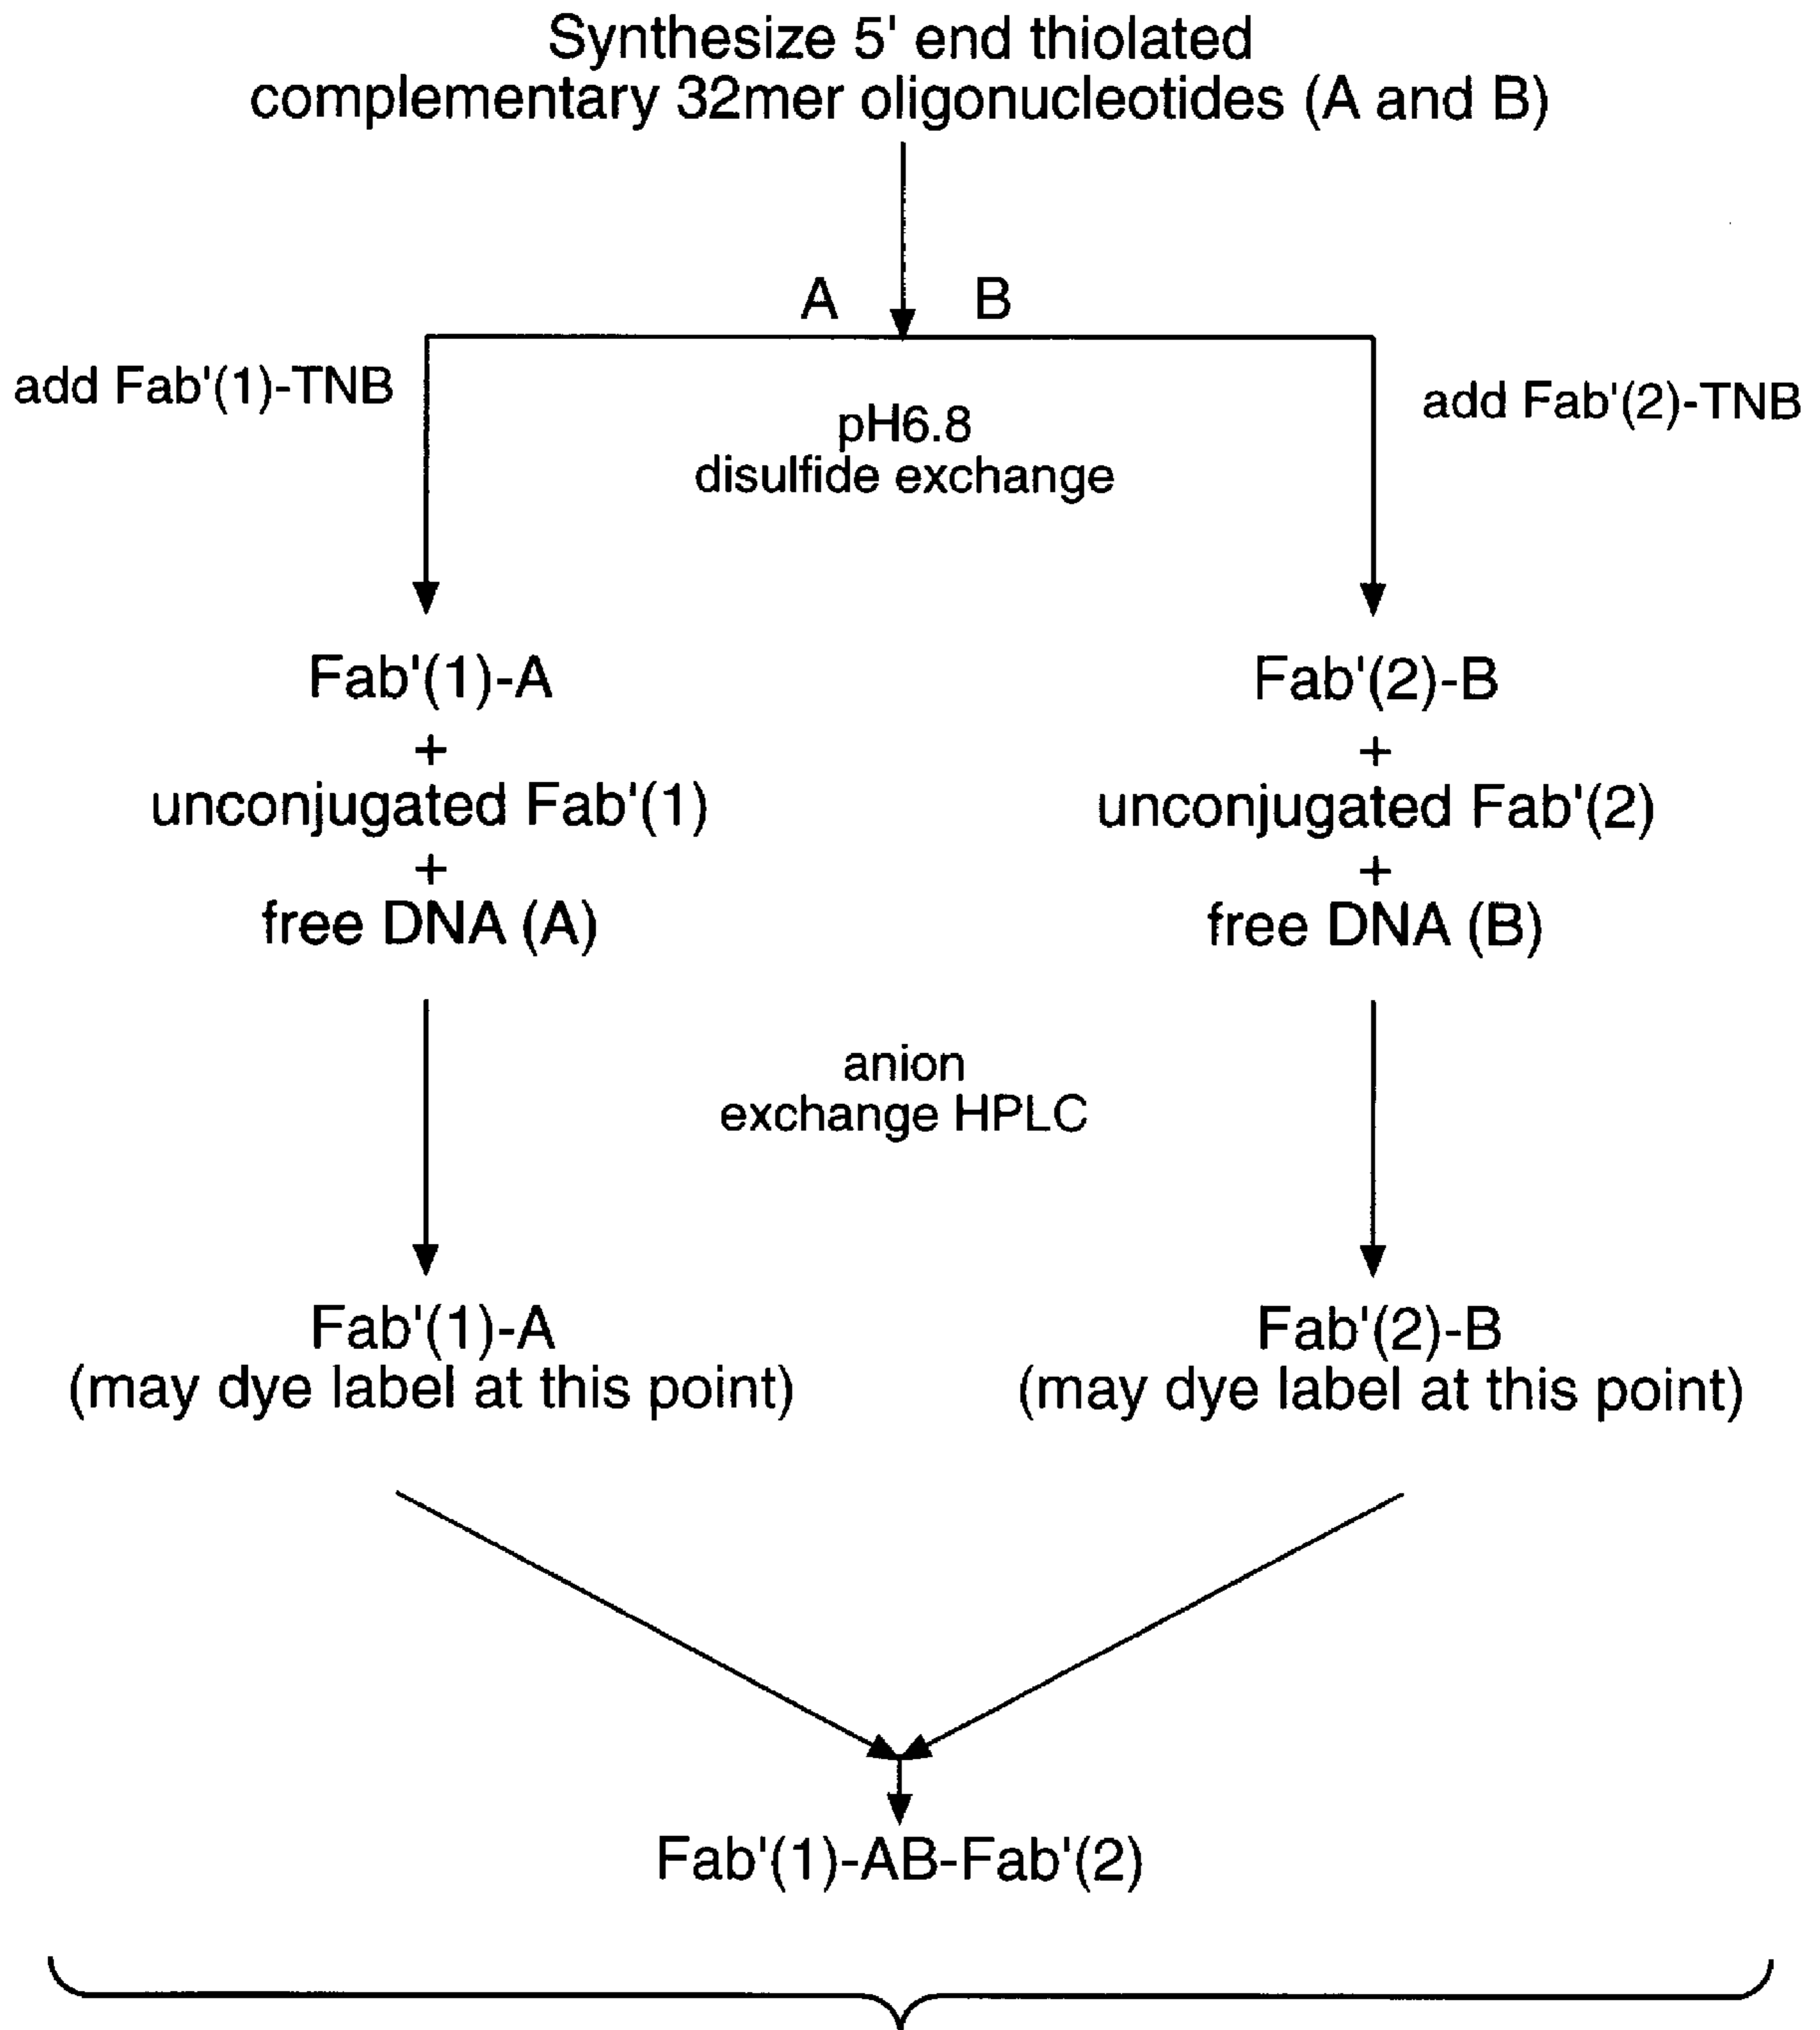 Synthesize 5' end thiolated
complementary 32mer oligonucleotides (A and B)
A B
add Fab'(1)-TNB
add Fab'(2)-TNB
pH6.8
disulfide exchange
Fab'(1)-A
+
unconjugated Fab'(1)
+
free DNA (A)
Fab'(2)-B
+
unconjugated Fab'(2)
+
free DNA (B)
anion
exchange HPLC
Fab'(1)-A
(may dye label at this point)
Fab'(2)-B
(may dye label at this point)
Fab'(1)-AB-Fab'(2)